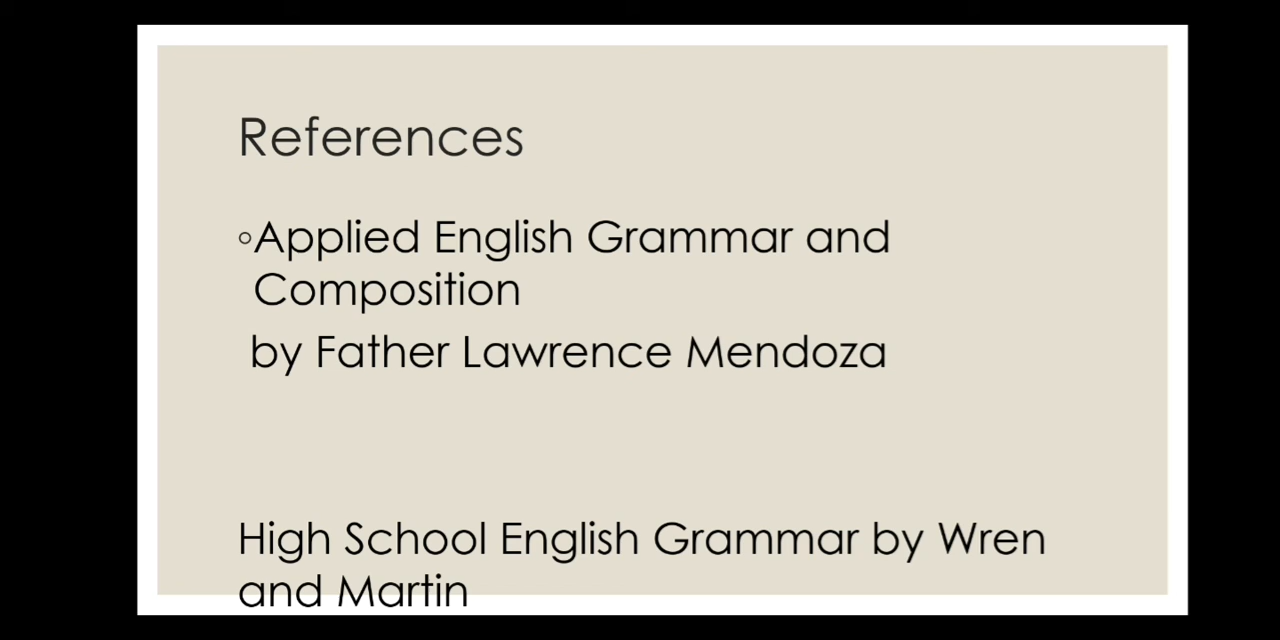 References
◦Applied English Grammar and
Composition
by Father Lawrence Mendoza
High School English Grammar by Wren
and Martin